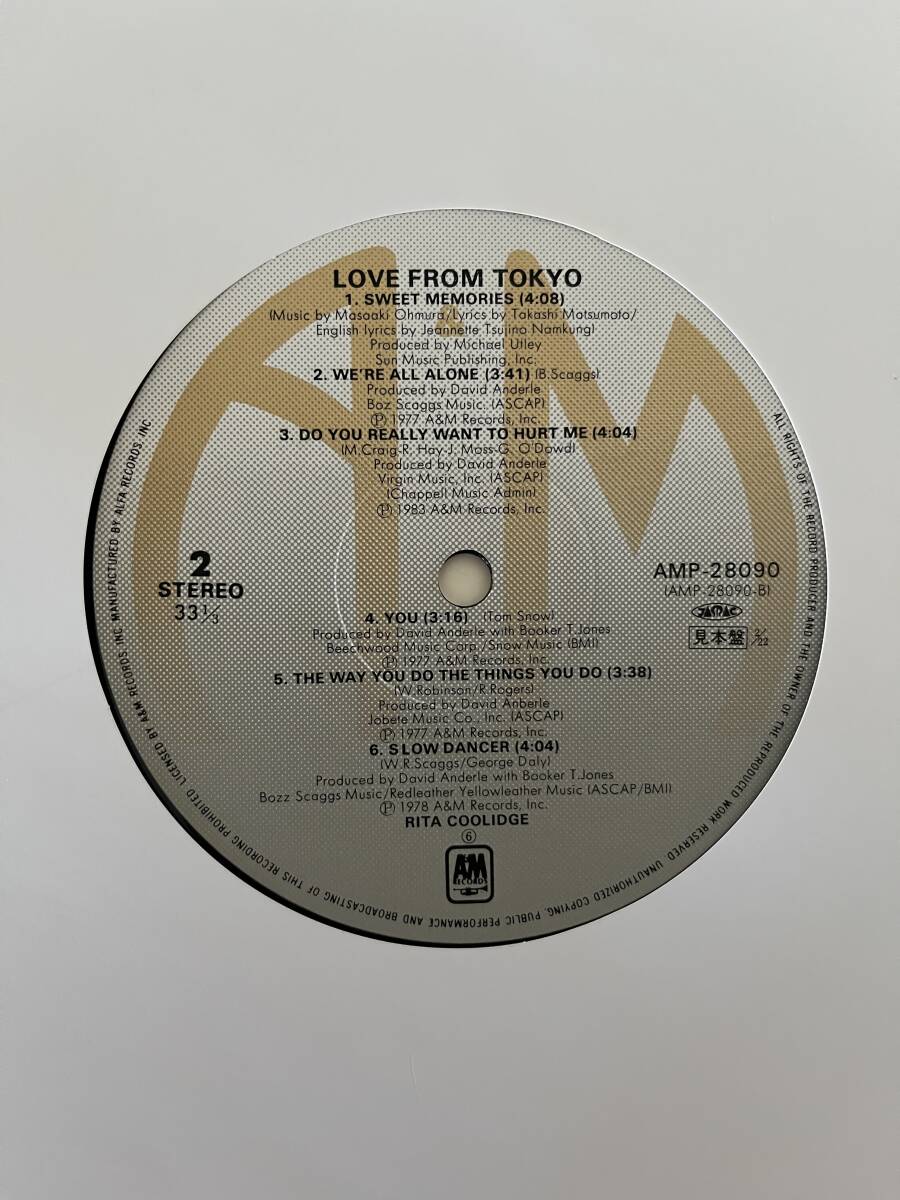 LOVE FROM TOKYO
1. SWEET MEMORIES (4:08)
(Music by Masaaki Ohmura/Lyrics by Takashi Matsumoto/
English lyrics by Jeannette Tsujino Namkung)
Produced by Michael Utley
Sun Music Publishing, Inc.
2. WE'RE ALL ALONE (3:41) (B.Scaggs)
Produced by David Anderle
Boz Scaggs Music. (ASCAP)
Ⓟ 1977 A&M Records, Inc.
3. DO YOU REALLY WANT TO HURT ME (4:04)
(M.Craig-R. Hay-J. Moss-G. O'Dowd)
Produced by David Anderle
Virgin Music, Inc. (ASCAP)
(Chappell Music Admin)
Ⓟ 1983 A&M Records, Inc.
2
STEREO
33 1/3
AMP-28090
(AMP-28090-B)
JASRAC
見本盤 2/22
4. YOU (3:16) (Tom Snow)
Produced by David Anderle with Booker T.Jones
Beechwood Music Corp./Snow Music (BMI)
Ⓟ 1977 A&M Records, Inc.
5. THE WAY YOU DO THE THINGS YOU DO (3:38)
(W.Robinson/R.Rogers)
Produced by David Anberle
Jobete Music Co., Inc. (ASCAP)
Ⓟ 1977 A&M Records, Inc.
6. SLOW DANCER (4:04)
(W.R.Scaggs/George Daly)
Produced by David Anderle with Booker T.Jones
Bozz Scaggs Music/Redleather Yellowleather Music (ASCAP/BMI)
Ⓟ 1978 A&M Records, Inc.
RITA COOLIDGE
⑥
A&M
RECORDS
ALL RIGHTS OF THE RECORD PRODUCER AND THE OWNER OF THE REPRODUCED WORK RESERVED. UNAUTHORIZED COPYING, PUBLIC PERFORMANCE AND BROADCASTING OF THIS RECORDING PROHIBITED LICENSED BY A&M RECORDS INC MANUFACTURED BY ALFA RECORDS INC